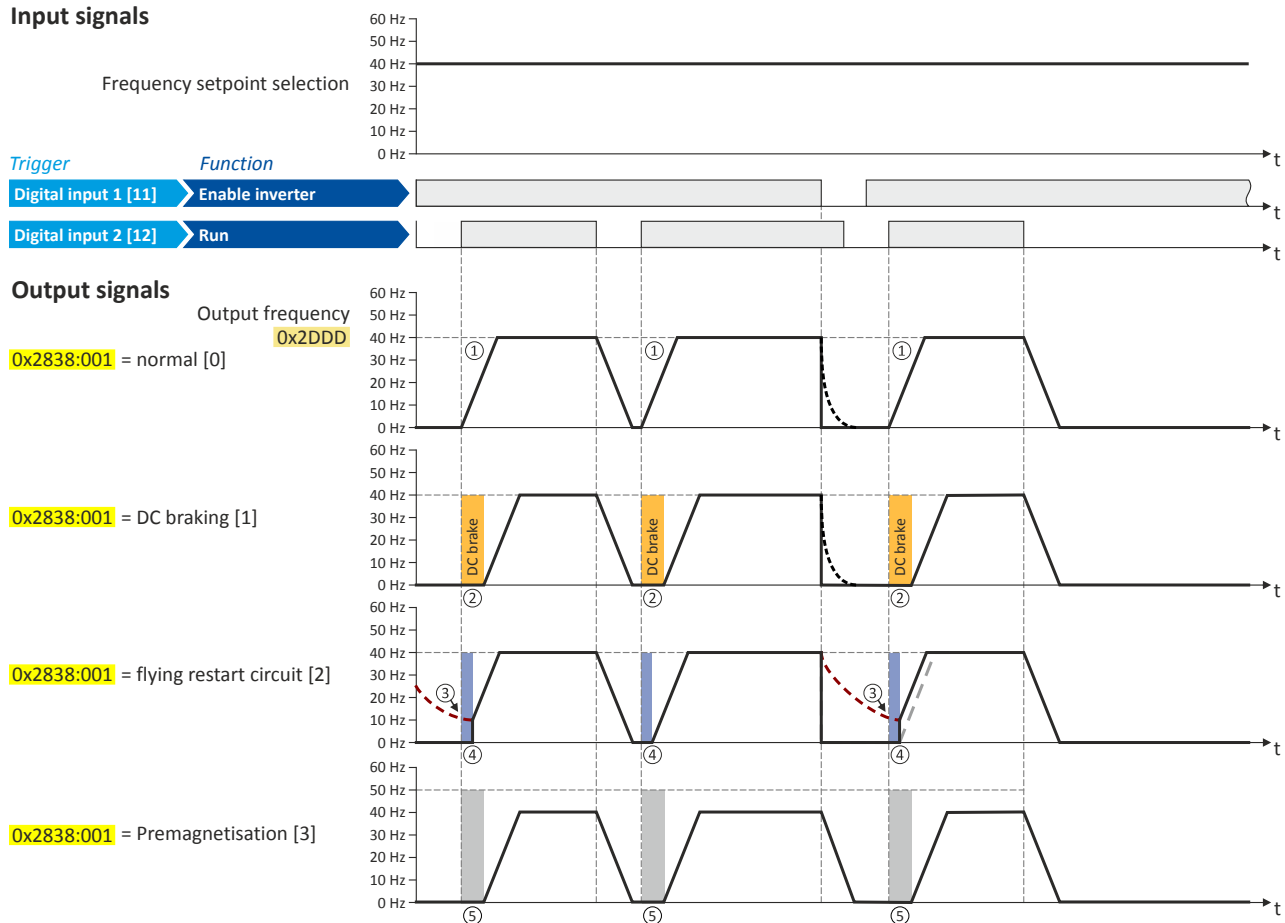 Input signals
Frequency setpoint selection
60 Hz
50 Hz
40 Hz
30 Hz
20 Hz
10 Hz
0 Hz
t
Trigger
Function
Digital input 1 [11]
Enable inverter
t
Digital input 2 [12]
Run
t
Output signals
Output frequency
0x2DDD
0x2838:001 = normal [0]
60 Hz
50 Hz
40 Hz
30 Hz
20 Hz
10 Hz
0 Hz
1
1
1
t
0x2838:001 = DC braking [1]
60 Hz
50 Hz
40 Hz
30 Hz
20 Hz
10 Hz
0 Hz
DC brake
DC brake
DC brake
2
2
2
t
0x2838:001 = flying restart circuit [2]
60 Hz
50 Hz
40 Hz
30 Hz
20 Hz
10 Hz
0 Hz
3
3
4
4
4
t
0x2838:001 = Premagnetisation [3]
60 Hz
50 Hz
40 Hz
30 Hz
20 Hz
10 Hz
0 Hz
5
5
5
t